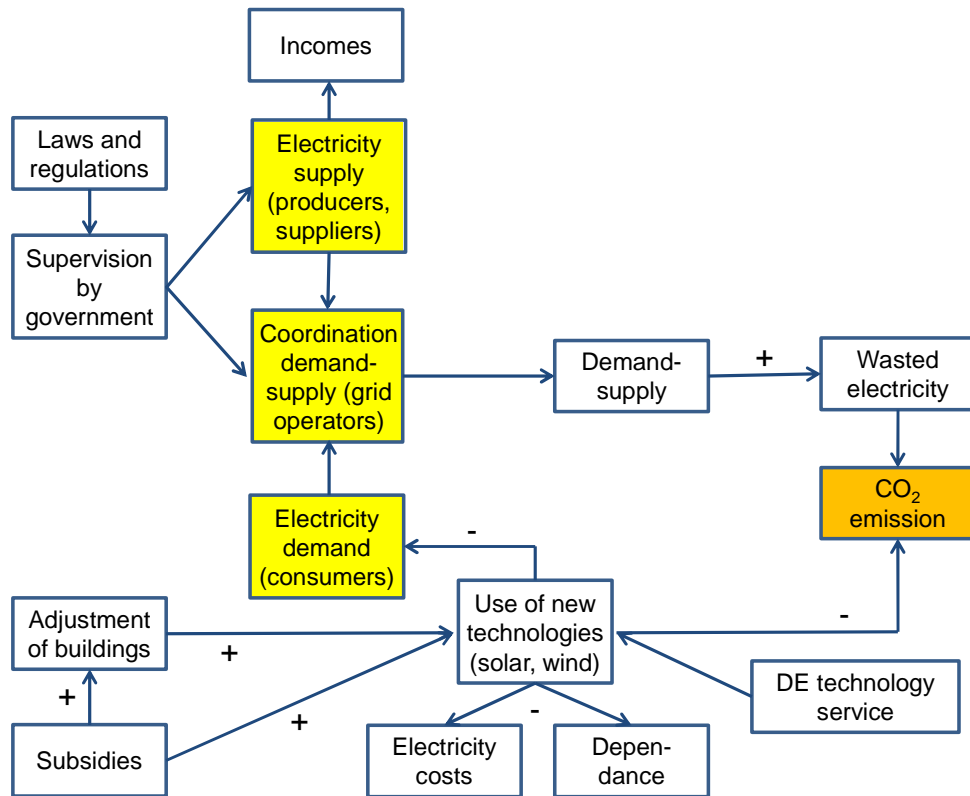 Incomes
Laws and
regulations
Electricity
supply
(producers,
suppliers)
Supervision
by
government
Coordination
demand-
supply (grid
operators)
Demand-
supply
+
Wasted
electricity
CO₂
emission
Electricity
demand
(consumers)
-
Adjustment
of buildings
+
Use of new
technologies
(solar, wind)
-
+
Subsidies
+
-
DE technology
service
Electricity
costs
Depen-
dance